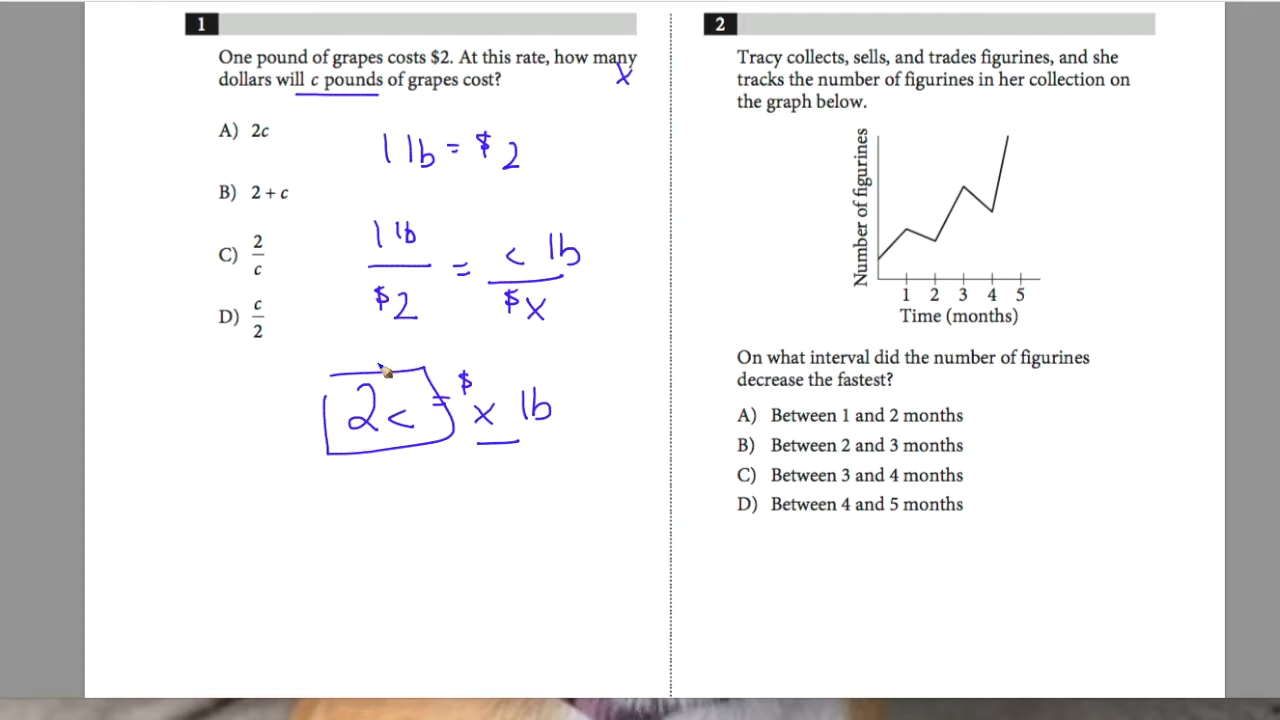 1
One pound of grapes costs $2. At this rate, how many
dollars will c pounds of grapes cost?
x
A) 2c
B) 2 + c
C) 2/c
D) c/2
1 lb = $2
1 lb/$2 = c lb/$x
2c = $x lb
2
Tracy collects, sells, and trades figurines, and she
tracks the number of figurines in her collection on
the graph below.
Number of figurines
1 2 3 4 5
Time (months)
On what interval did the number of figurines
decrease the fastest?
A) Between 1 and 2 months
B) Between 2 and 3 months
C) Between 3 and 4 months
D) Between 4 and 5 months